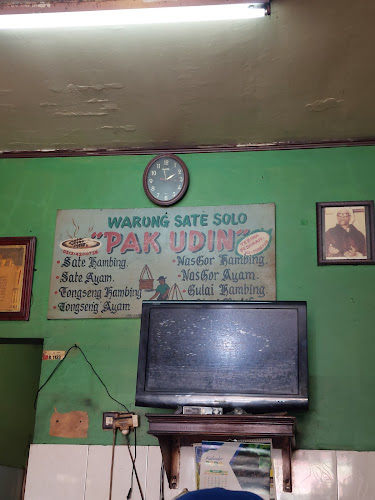 WARUNG SATE SOLO
"PAK UDIN"
• Sate Kambing
• Sate Ayam
• Tongseng Kambing
• Tongseng Ayam
• NasGor Kambing
• NasGor Ayam
• Gulai Kambing